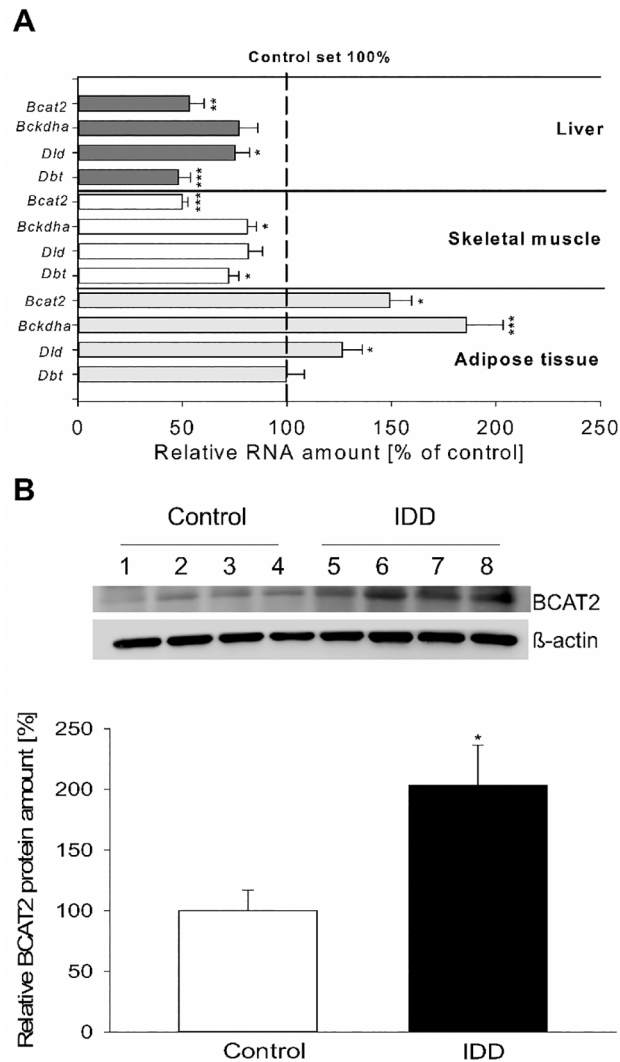 A
Control set 100%
Bcat2
**
Bckdha
Liver
Dld
*
Dbt
***
Bcat2
***
Bckdha
*
Skeletal muscle
Dld
Dbt
*
Bcat2
*
Bckdha
***
Dld
*
Adipose tissue
Dbt
0 50 100 150 200 250
Relative RNA amount [% of control]
B
Control IDD
1 2 3 4 5 6 7 8
BCAT2
ß-actin
Relative BCAT2 protein amount [%]
250
200
150
100
50
0
*
Control IDD